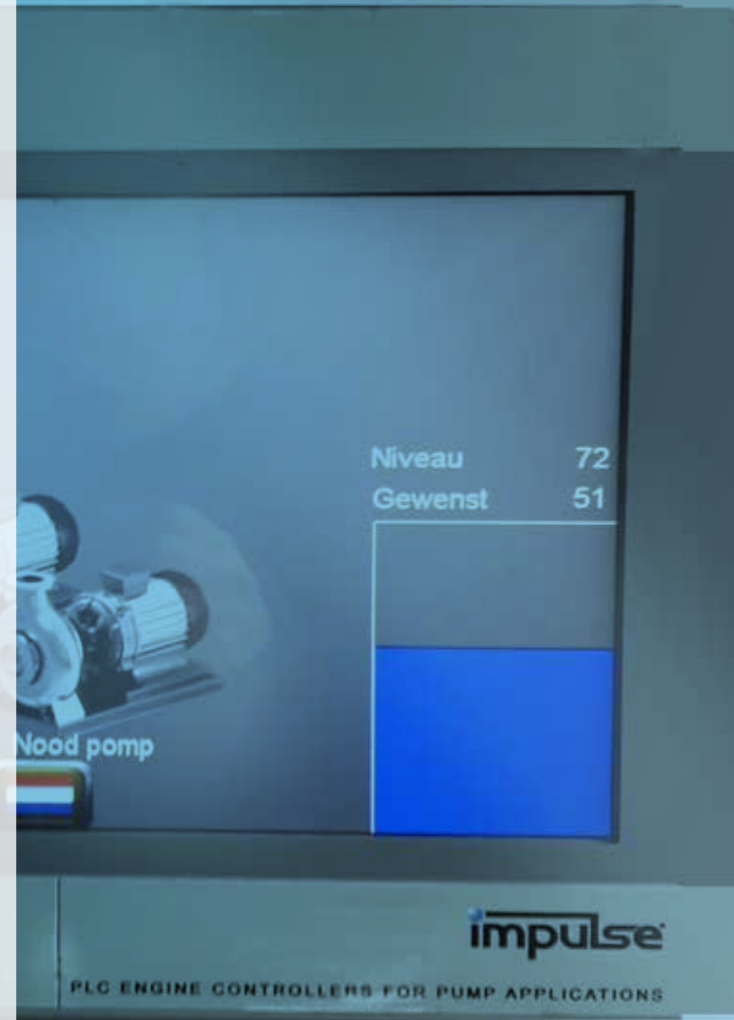 Niveau 72
Gewenst 51
Nood pomp
impulse
PLC ENGINE CONTROLLERS FOR PUMP APPLICATIONS